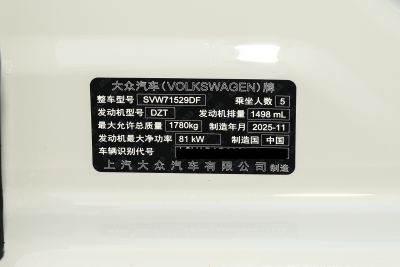 大众汽车(VOLKSWAGEN)牌
整车型号 SVW71529DF 乘坐人数 5
发动机型号 DZT 发动机排量 1498 mL
最大允许总质量 1780kg 制造年月 2025-11
发动机最大净功率 81 kW 制造国 中国
车辆识别代号
上汽大众汽车有限公司 制造